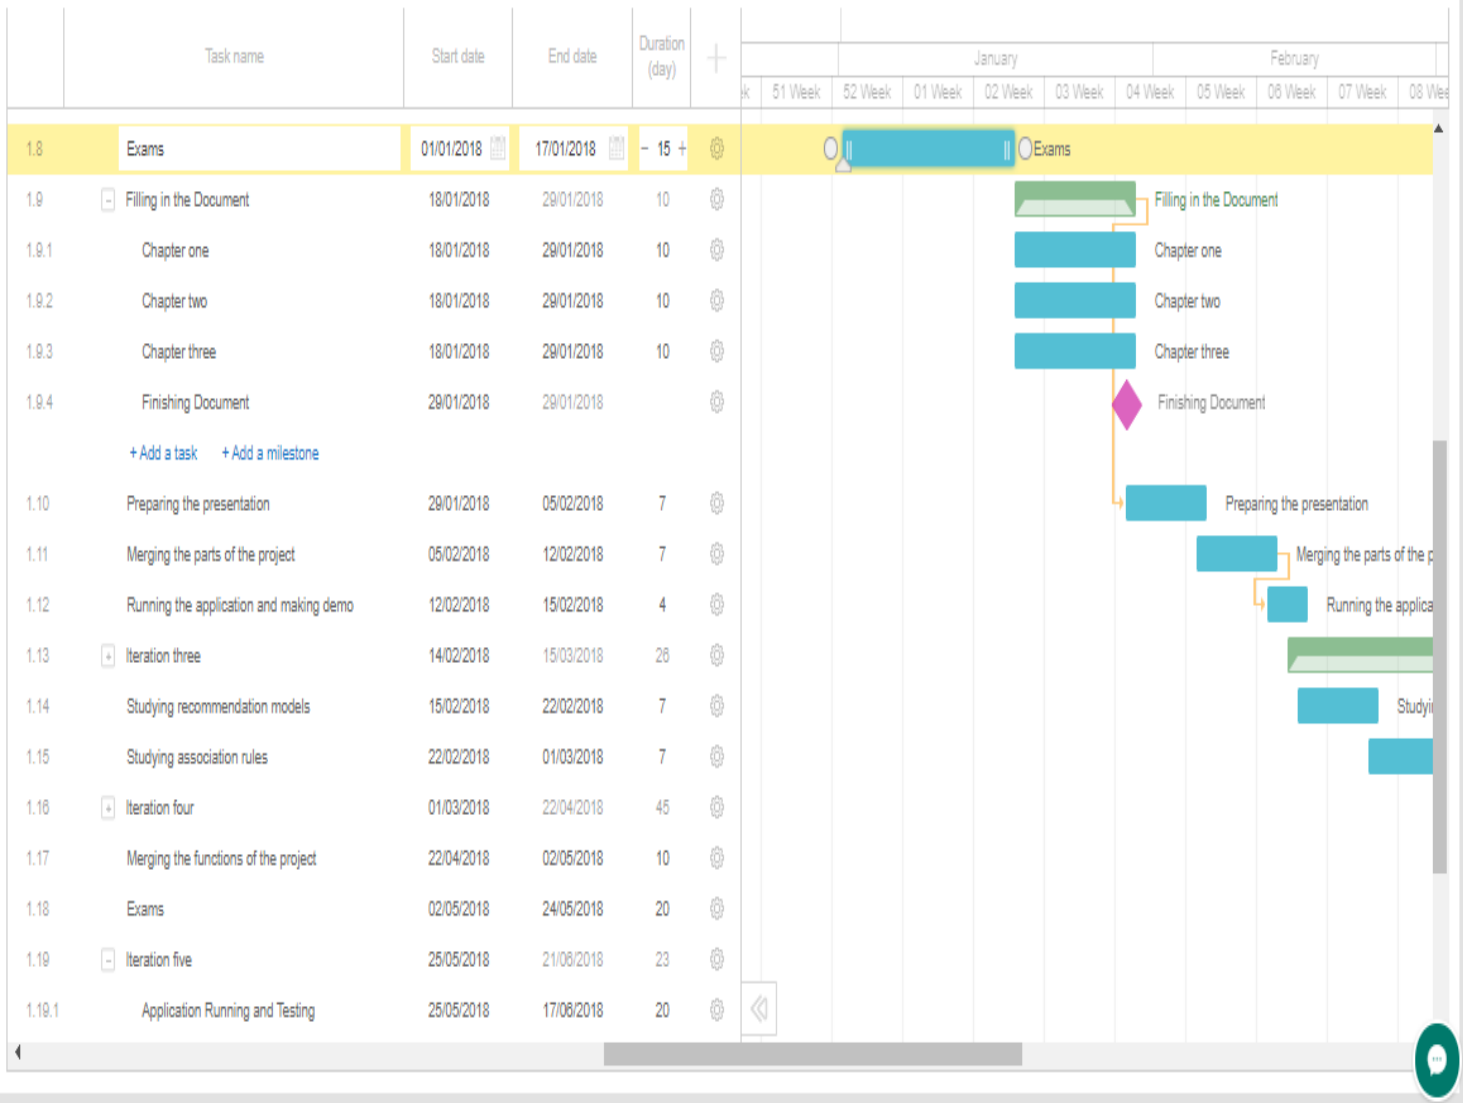 Task name Start date End date Duration (day)
January February
51 Week 52 Week 01 Week 02 Week 03 Week 04 Week 05 Week 06 Week 07 Week 08 Wee
1.8 Exams 01/01/2018 17/01/2018 − 15 + Exams
1.9 Filling in the Document 18/01/2018 29/01/2018 10 Filling in the Document
1.9.1 Chapter one 18/01/2018 29/01/2018 10 Chapter one
1.9.2 Chapter two 18/01/2018 29/01/2018 10 Chapter two
1.9.3 Chapter three 18/01/2018 29/01/2018 10 Chapter three
1.9.4 Finishing Document 29/01/2018 29/01/2018 Finishing Document
+ Add a task + Add a milestone
1.10 Preparing the presentation 29/01/2018 05/02/2018 7 Preparing the presentation
1.11 Merging the parts of the project 05/02/2018 12/02/2018 7 Merging the parts of the p
1.12 Running the application and making demo 12/02/2018 15/02/2018 4 Running the applica
1.13 Iteration three 14/02/2018 15/03/2018 26
1.14 Studying recommendation models 15/02/2018 22/02/2018 7 Studyi
1.15 Studying association rules 22/02/2018 01/03/2018 7
1.16 Iteration four 01/03/2018 22/04/2018 45
1.17 Merging the functions of the project 22/04/2018 02/05/2018 10
1.18 Exams 02/05/2018 24/05/2018 20
1.19 Iteration five 25/05/2018 21/06/2018 23
1.19.1 Application Running and Testing 25/05/2018 17/06/2018 20